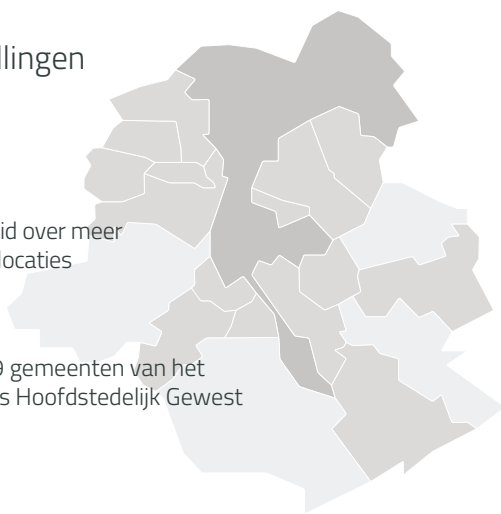 llingen
id over meer
locaties
9 gemeenten van het
s Hoofdstedelijk Gewest